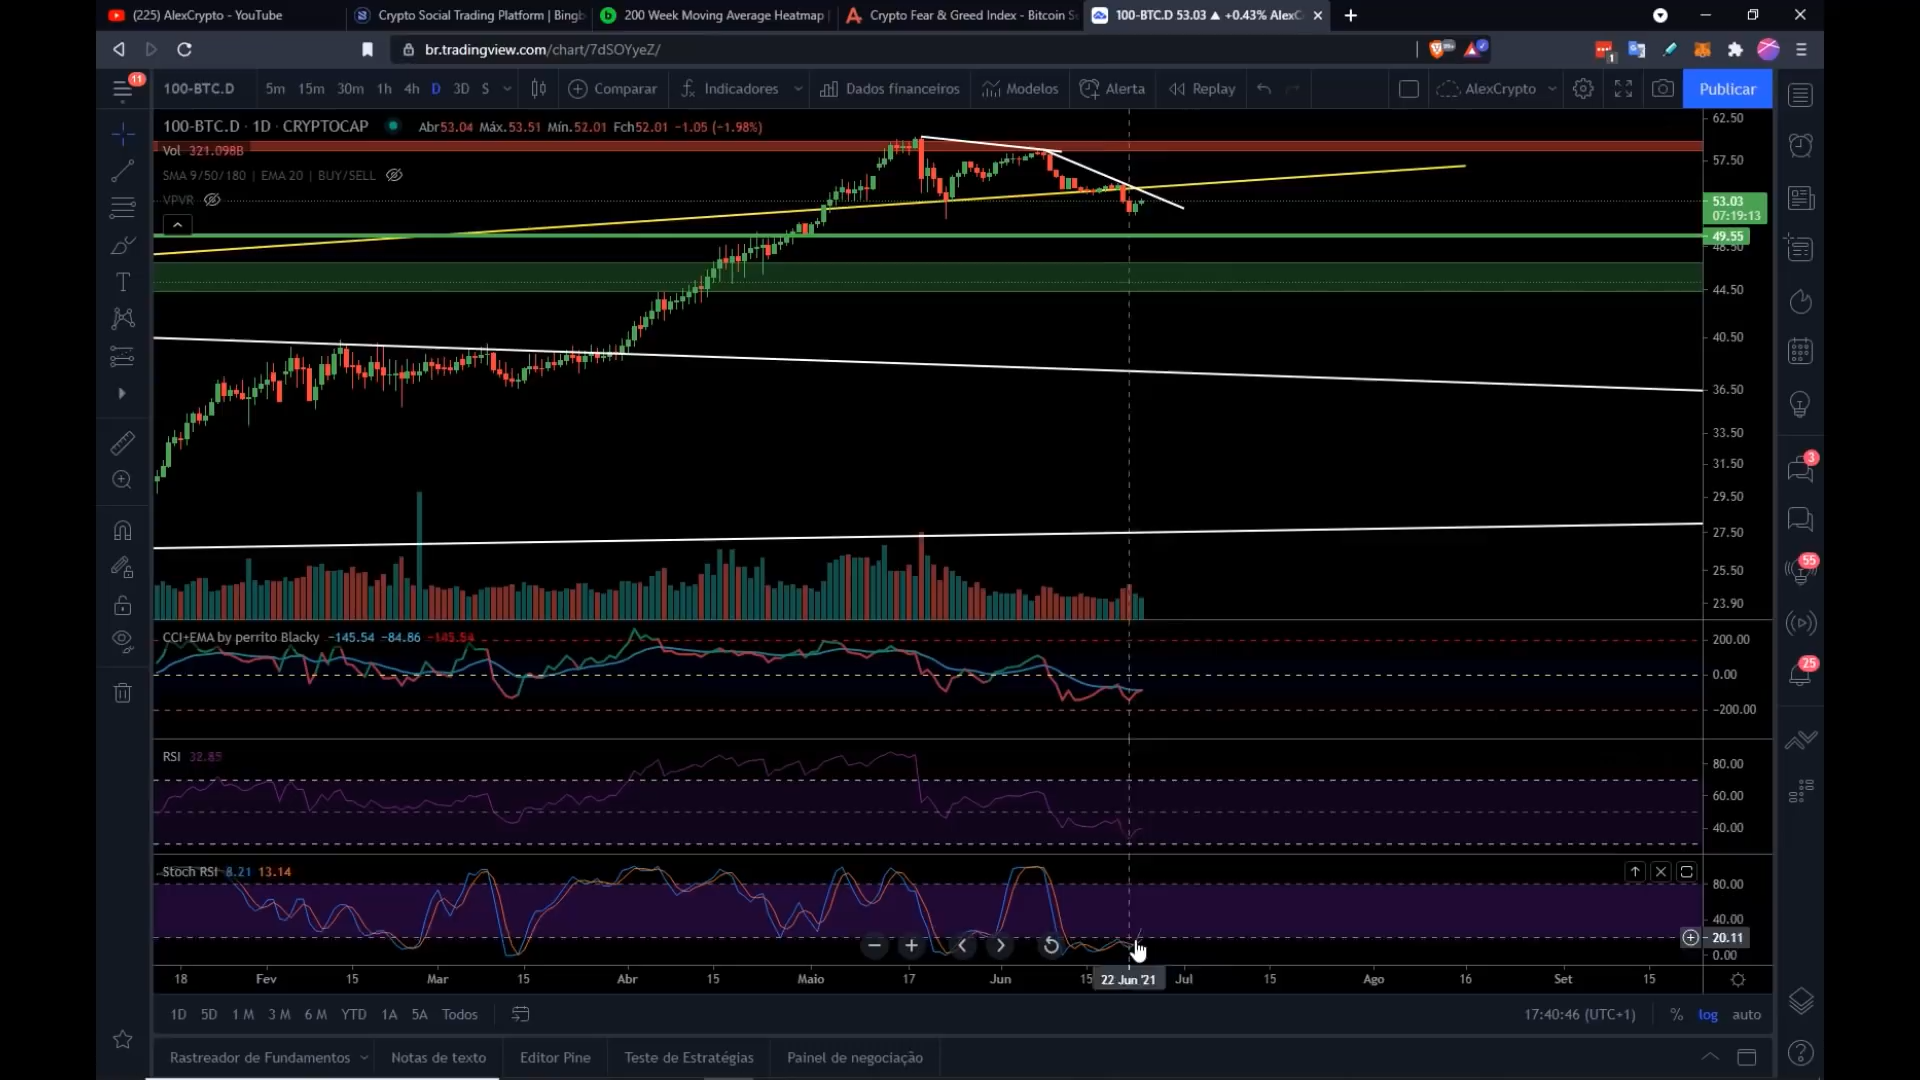 (225) AlexCrypto - YouTube
Crypto Social Trading Platform | Bingb
200 Week Moving Average Heatmap
Crypto Fear & Greed Index - Bitcoin S
100-BTC.D 53.03 ▲ +0.43% AlexC
br.tradingview.com/chart/7dSOYyeZ/
11
100-BTC.D 5m 15m 30m 1h 4h D 3D S Comparar Indicadores Dados financeiros Modelos Alerta Replay AlexCrypto Publicar
100-BTC.D · 1D · CRYPTOCAP Abr53.04 Máx.53.51 Mín.52.01 Fch52.01 −1.05 (−1.98%)
Vol 321.098B
SMA 9/50/180 | EMA 20 | BUY/SELL
VPVR
62.50
57.50
53.03
07:19:13
49.55
44.50
40.50
36.50
33.50
31.50
29.50
27.50
25.50
23.90
CCI+EMA by perrito Blacky −145.54 −84.86 −145.54
200.00
0.00
−200.00
RSI 32.85
80.00
60.00
40.00
Stoch RSI 8.21 13.14
80.00
40.00
20.11
0.00
18 Fev 15 Mar 15 Abr 15 Maio 17 Jun 15 22 Jun '21 Jul 15 Ago 16 Set 15
1D 5D 1 M 3 M 6 M YTD 1A 5A Todos 17:40:46 (UTC+1) % log auto
Rastreador de Fundamentos Notas de texto Editor Pine Teste de Estratégias Painel de negociação
3
55
25